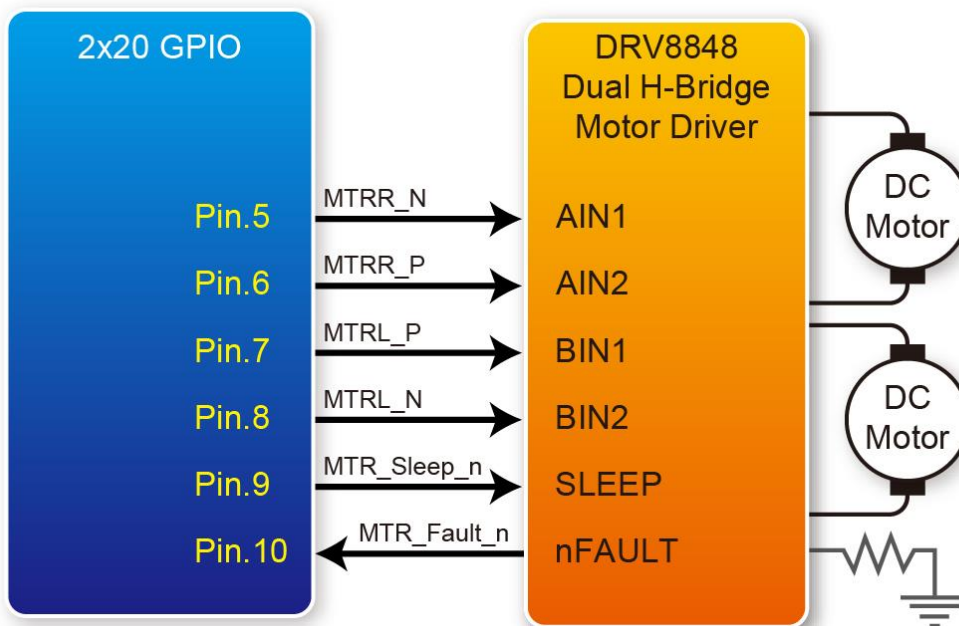 2x20 GPIO
DRV8848
Dual H-Bridge
Motor Driver
Pin.5
MTRR_N
AIN1
Pin.6
MTRR_P
AIN2
Pin.7
MTRL_P
BIN1
Pin.8
MTRL_N
BIN2
Pin.9
MTR_Sleep_n
SLEEP
Pin.10
MTR_Fault_n
nFAULT
DC
Motor
DC
Motor